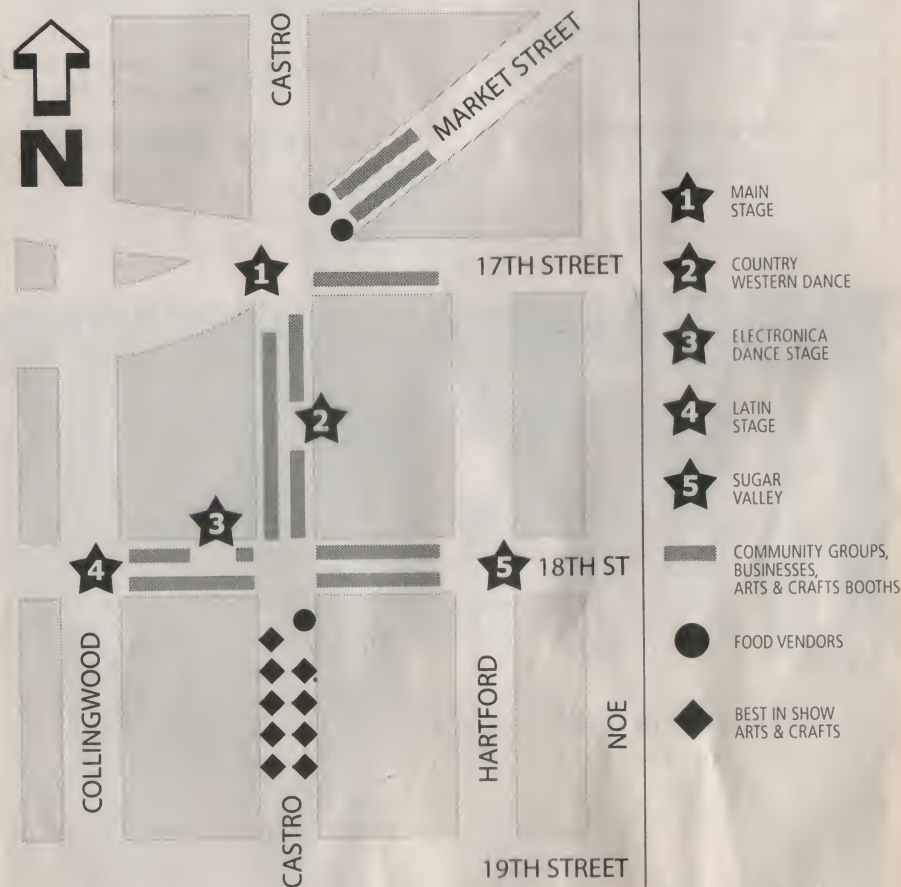 N
CASTRO
MARKET STREET
1
17TH STREET
2
3
4
5
18TH ST
COLLINGWOOD
CASTRO
HARTFORD
NOE
19TH STREET
1
MAIN
STAGE
2
COUNTRY
WESTERN DANCE
3
ELECTRONICA
DANCE STAGE
4
LATIN
STAGE
5
SUGAR
VALLEY
COMMUNITY GROUPS,
BUSINESSES,
ARTS & CRAFTS BOOTHS
FOOD VENDORS
BEST IN SHOW
ARTS & CRAFTS